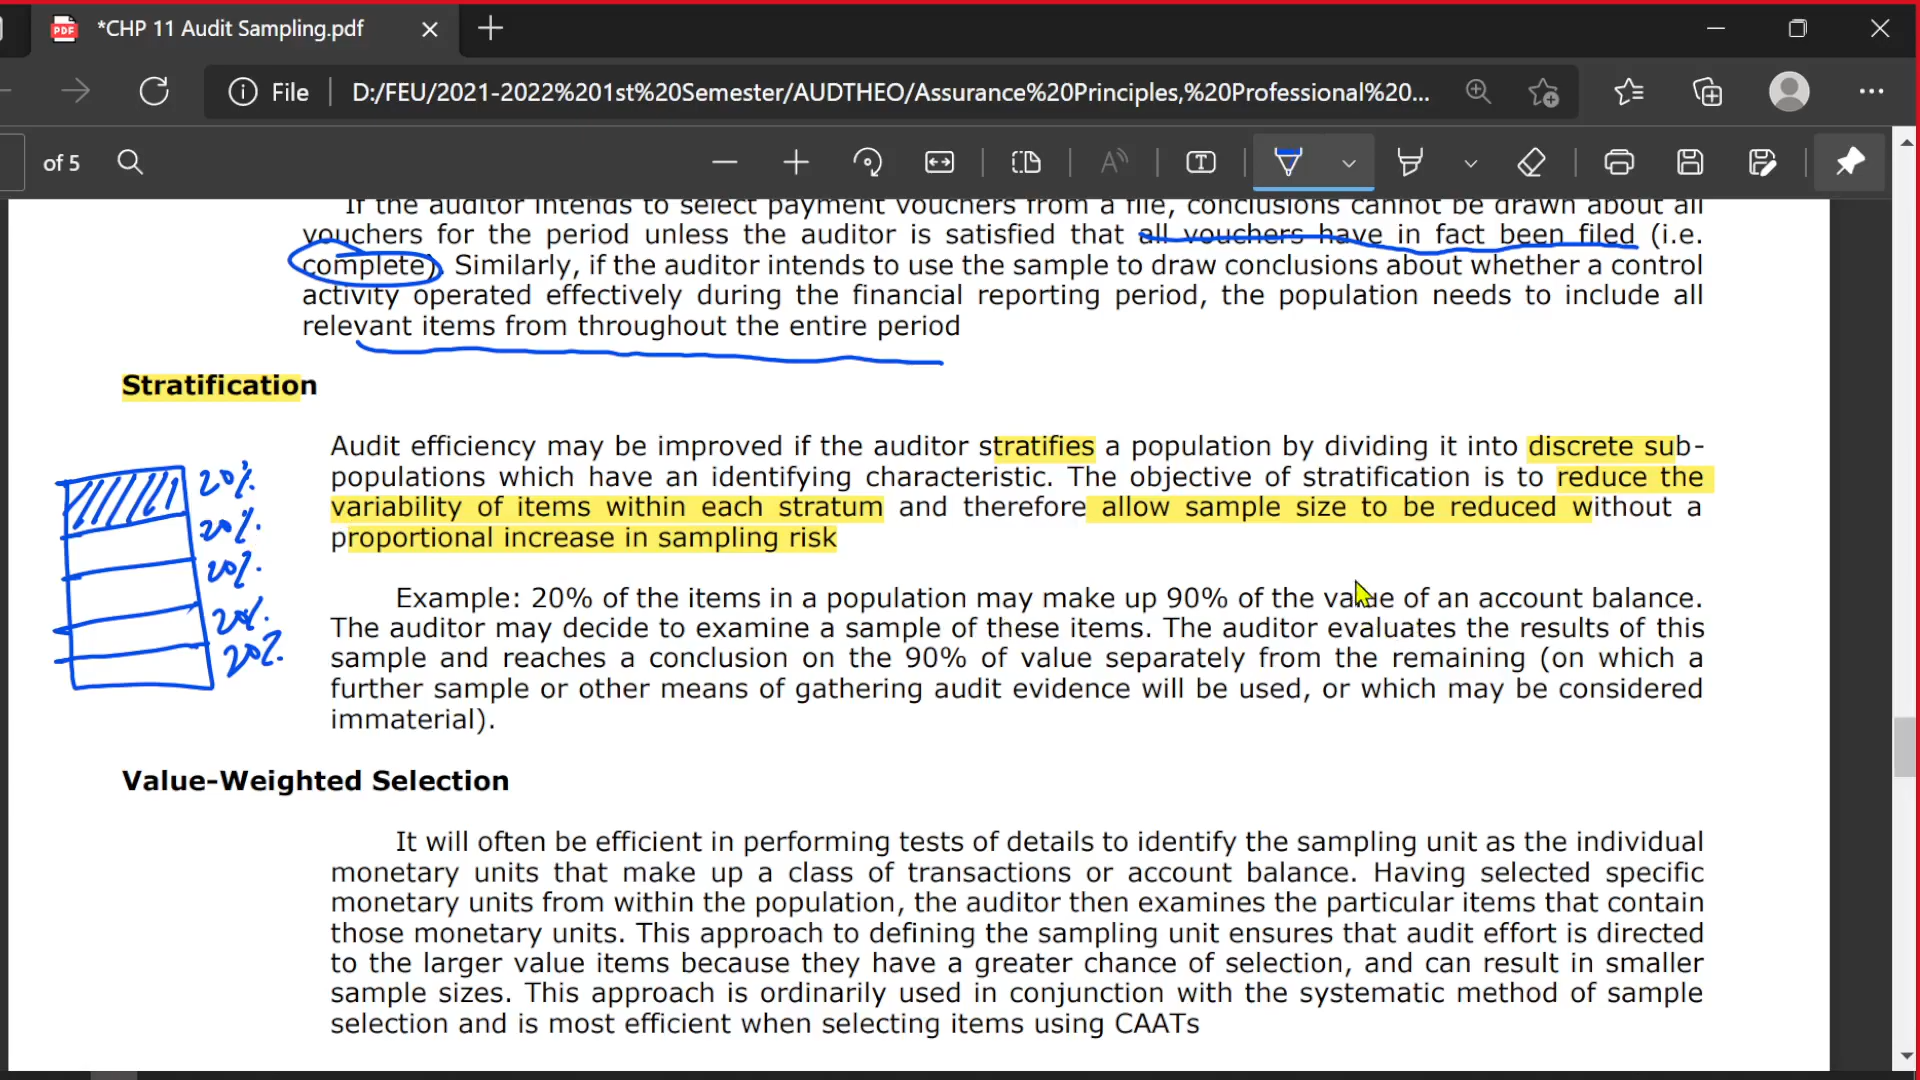 *CHP 11 Audit Sampling.pdf
File
D:/FEU/2021-2022%201st%20Semester/AUDTHEO/Assurance%20Principles,%20Professional%20...
of 5
If the auditor intends to select payment vouchers from a file, conclusions cannot be drawn about all
vouchers for the period unless the auditor is satisfied that all vouchers have in fact been filed (i.e.
complete). Similarly, if the auditor intends to use the sample to draw conclusions about whether a control
activity operated effectively during the financial reporting period, the population needs to include all
relevant items from throughout the entire period
Stratification
Audit efficiency may be improved if the auditor stratifies a population by dividing it into discrete sub-
populations which have an identifying characteristic. The objective of stratification is to reduce the
variability of items within each stratum and therefore allow sample size to be reduced without a
proportional increase in sampling risk
20%
20%
20%
20%
20%
Example: 20% of the items in a population may make up 90% of the value of an account balance.
The auditor may decide to examine a sample of these items. The auditor evaluates the results of this
sample and reaches a conclusion on the 90% of value separately from the remaining (on which a
further sample or other means of gathering audit evidence will be used, or which may be considered
immaterial).
Value-Weighted Selection
It will often be efficient in performing tests of details to identify the sampling unit as the individual
monetary units that make up a class of transactions or account balance. Having selected specific
monetary units from within the population, the auditor then examines the particular items that contain
those monetary units. This approach to defining the sampling unit ensures that audit effort is directed
to the larger value items because they have a greater chance of selection, and can result in smaller
sample sizes. This approach is ordinarily used in conjunction with the systematic method of sample
selection and is most efficient when selecting items using CAATs